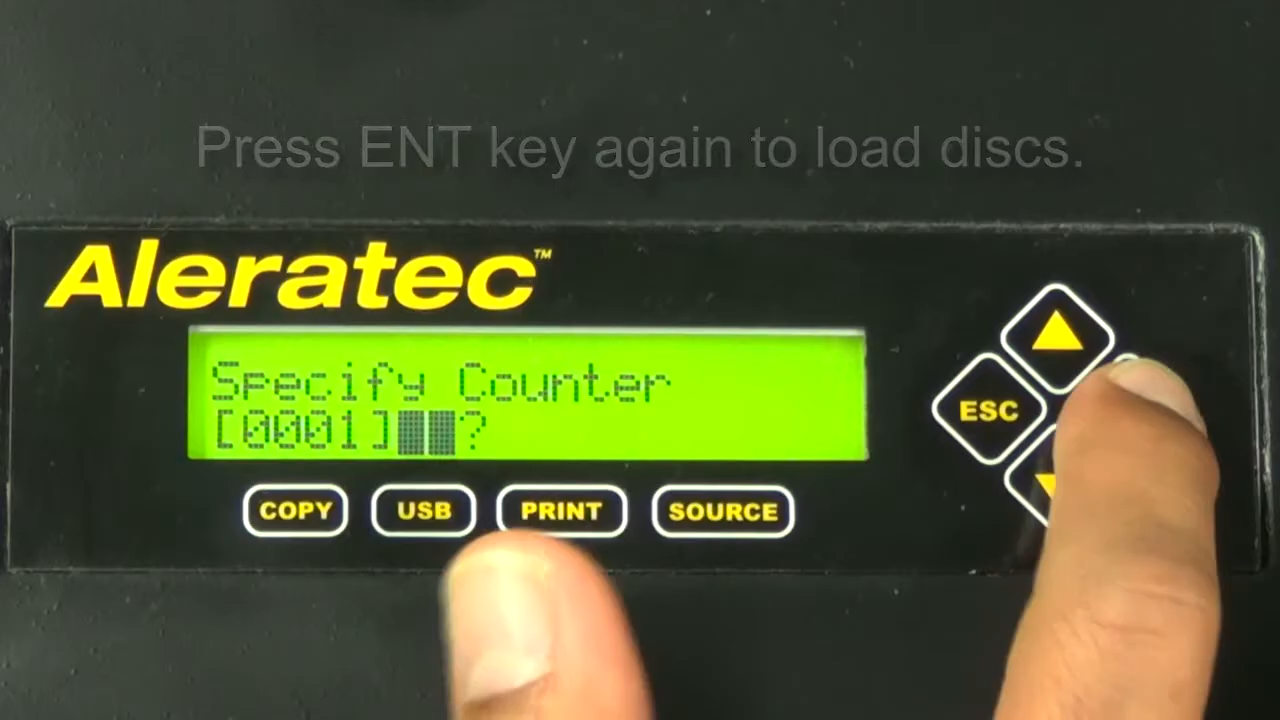 Press ENT key again to load discs.
Aleratec™
Specify Counter
[0001]██?
ESC
COPY USB PRINT SOURCE